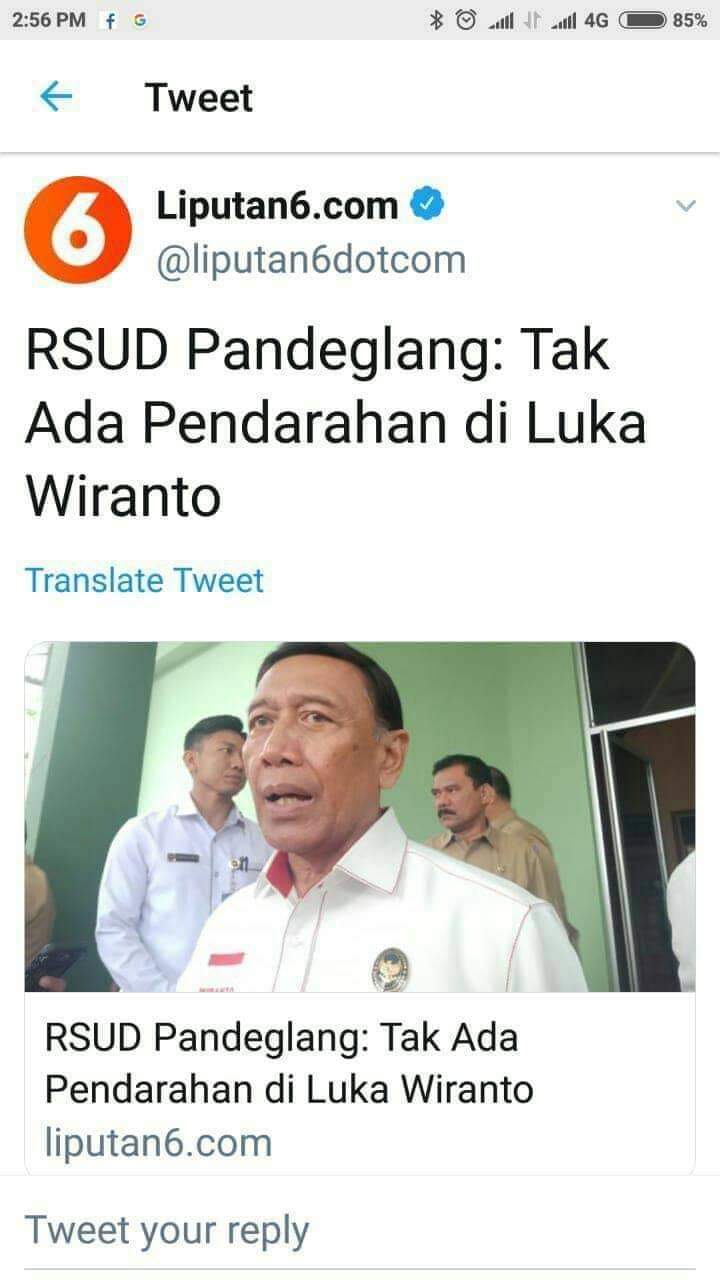 2:56 PM f G 4G 85%
Tweet
6 Liputan6.com
@liputan6dotcom
RSUD Pandeglang: Tak
Ada Pendarahan di Luka
Wiranto
Translate Tweet
RSUD Pandeglang: Tak Ada
Pendarahan di Luka Wiranto
liputan6.com
Tweet your reply